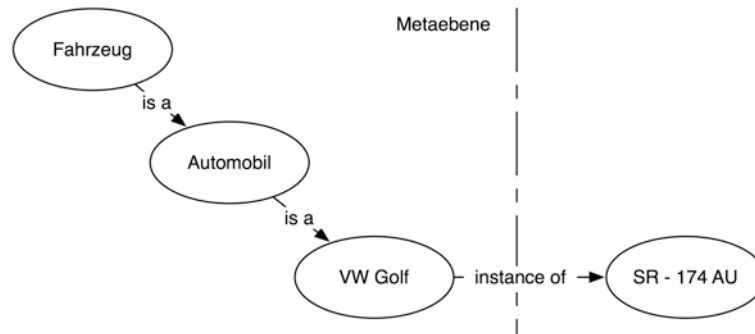 Metaebene
Fahrzeug
is a
Automobil
is a
VW Golf
instance of
SR - 174 AU